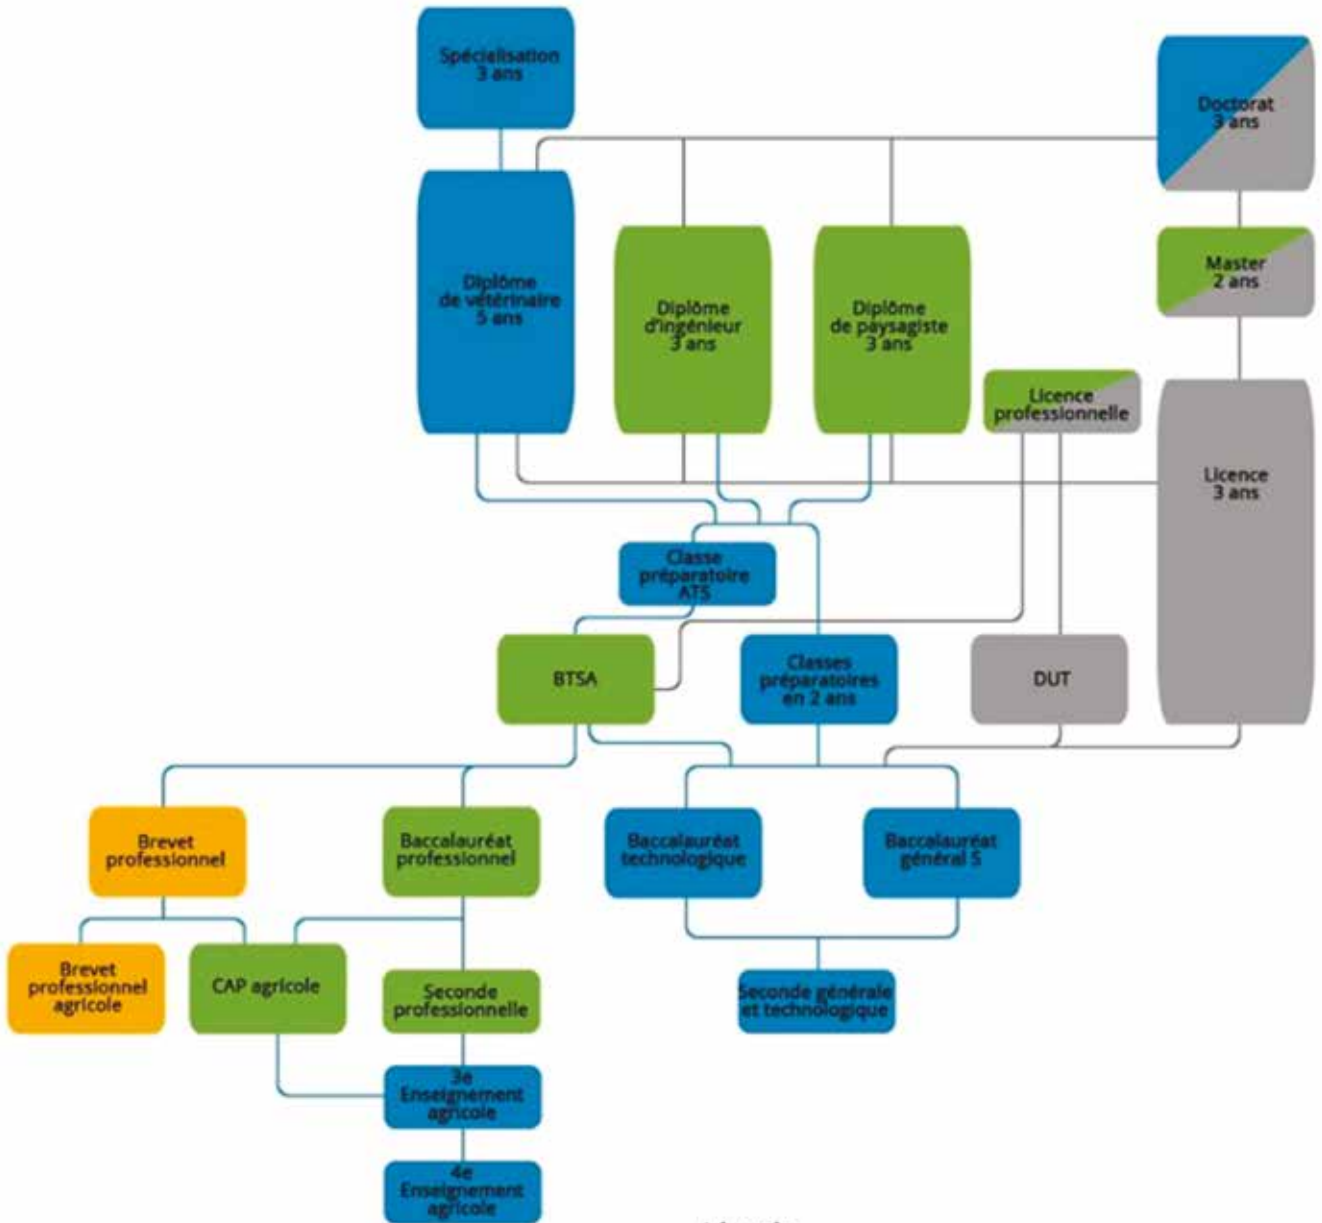 Spécialisation
3 ans
Doctorat
3 ans
Diplôme
de vétérinaire
5 ans
Diplôme
d'ingénieur
3 ans
Diplôme
de paysagiste
3 ans
Master
2 ans
Licence
professionnelle
Licence
3 ans
Classe
préparatoire
ATS
BTSA
Classes
préparatoires
en 2 ans
DUT
Brevet
professionnel
Baccalauréat
professionnel
Baccalauréat
technologique
Baccalauréat
général S
Brevet
professionnel
agricole
CAP agricole
Seconde
professionnelle
Seconde générale
et technologique
3e
Enseignement
agricole
4e
Enseignement
agricole